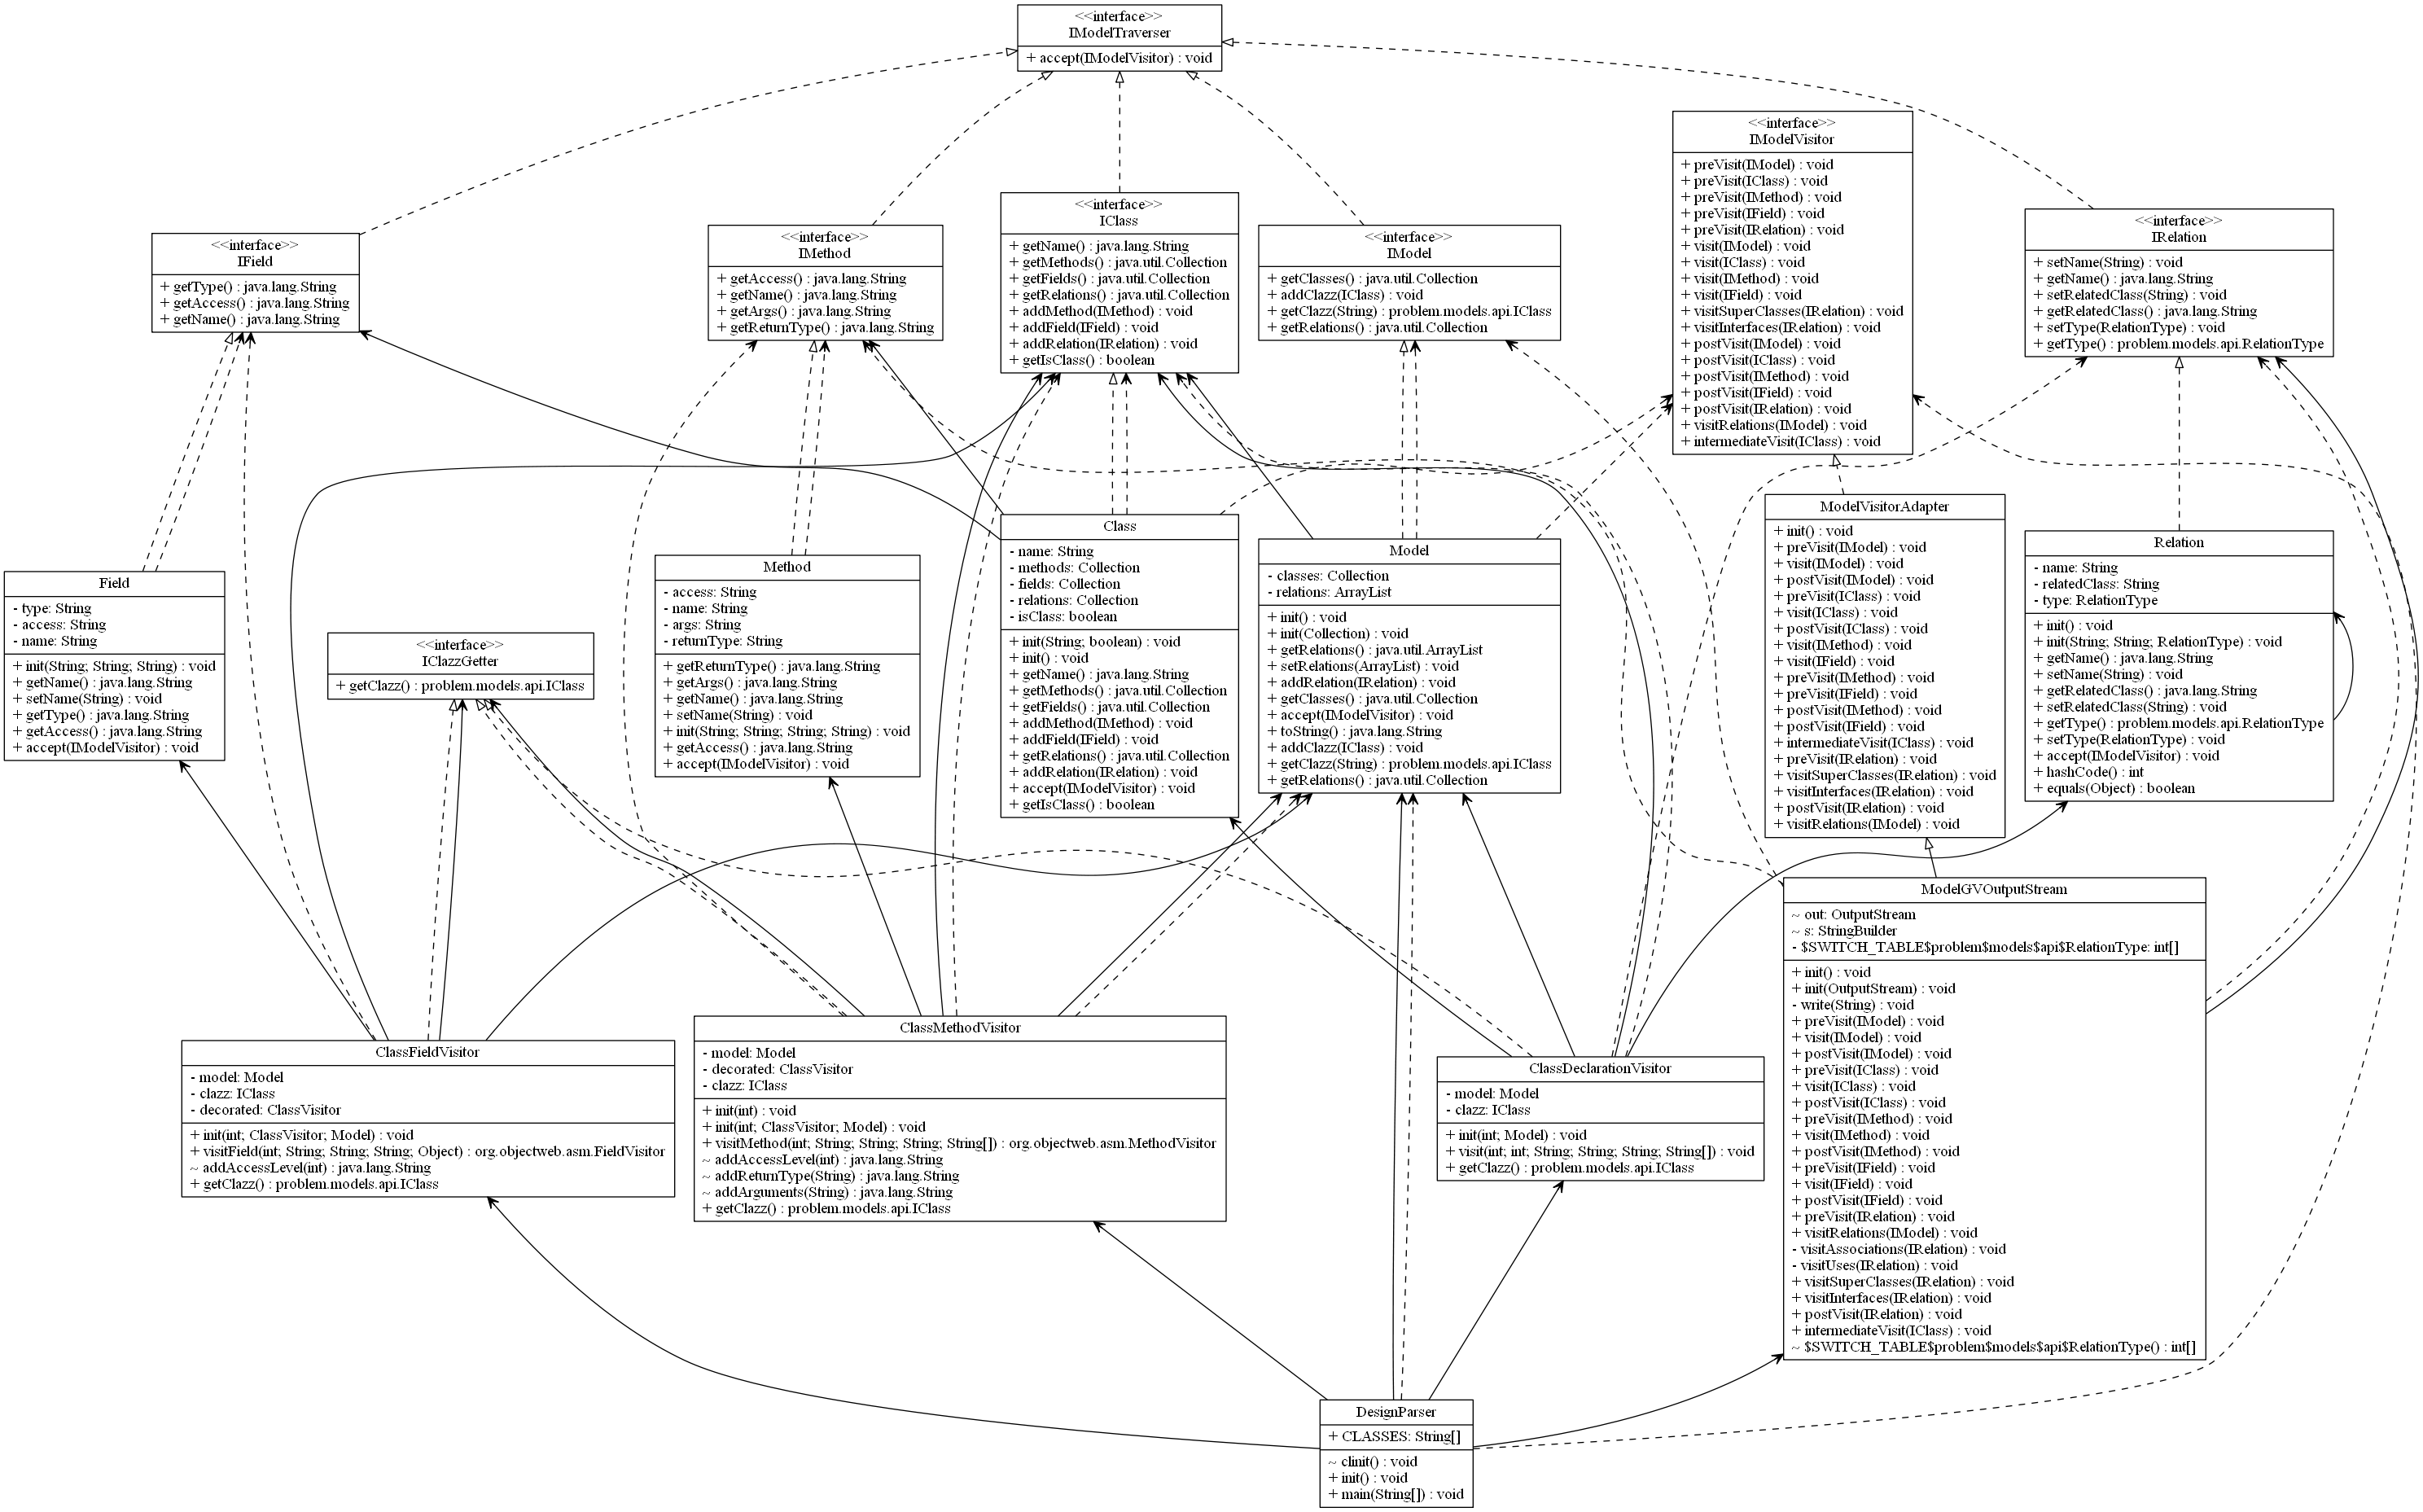 <<interface>>
IModelTraverser
+ accept(IModelVisitor) : void
<<interface>>
IModelVisitor
+ preVisit(IModel) : void
+ preVisit(IClass) : void
+ preVisit(IMethod) : void
+ preVisit(IField) : void
+ preVisit(IRelation) : void
+ visit(IModel) : void
+ visit(IClass) : void
+ visit(IMethod) : void
+ visit(IField) : void
+ visitSuperClasses(IRelation) : void
+ visitInterfaces(IRelation) : void
+ postVisit(IModel) : void
+ postVisit(IClass) : void
+ postVisit(IMethod) : void
+ postVisit(IField) : void
+ postVisit(IRelation) : void
+ visitRelations(IModel) : void
+ intermediateVisit(IClass) : void
<<interface>>
IField
+ getType() : java.lang.String
+ getAccess() : java.lang.String
+ getName() : java.lang.String
<<interface>>
IMethod
+ getAccess() : java.lang.String
+ getName() : java.lang.String
+ getArgs() : java.lang.String
+ getReturnType() : java.lang.String
<<interface>>
IClass
+ getName() : java.lang.String
+ getMethods() : java.util.Collection
+ getFields() : java.util.Collection
+ getRelations() : java.util.Collection
+ addMethod(IMethod) : void
+ addField(IField) : void
+ addRelation(IRelation) : void
+ getIsClass() : boolean
<<interface>>
IModel
+ getClasses() : java.util.Collection
+ addClazz(IClass) : void
+ getClazz(String) : problem.models.api.IClass
+ getRelations() : java.util.Collection
<<interface>>
IRelation
+ setName(String) : void
+ getName() : java.lang.String
+ setRelatedClass(String) : void
+ getRelatedClass() : java.lang.String
+ setType(RelationType) : void
+ getType() : problem.models.api.RelationType
Field
- type: String
- access: String
- name: String
+ init(String; String; String) : void
+ getName() : java.lang.String
+ setName(String) : void
+ getType() : java.lang.String
+ getAccess() : java.lang.String
+ accept(IModelVisitor) : void
<<interface>>
IClazzGetter
+ getClazz() : problem.models.api.IClass
Method
- access: String
- name: String
- args: String
- returnType: String
+ getReturnType() : java.lang.String
+ getArgs() : java.lang.String
+ getName() : java.lang.String
+ setName(String) : void
+ init(String; String; String; String) : void
+ getAccess() : java.lang.String
+ accept(IModelVisitor) : void
Class
- name: String
- methods: Collection
- fields: Collection
- relations: Collection
- isClass: boolean
+ init(String; boolean) : void
+ init() : void
+ getName() : java.lang.String
+ getMethods() : java.util.Collection
+ getFields() : java.util.Collection
+ addMethod(IMethod) : void
+ addField(IField) : void
+ getRelations() : java.util.Collection
+ addRelation(IRelation) : void
+ accept(IModelVisitor) : void
+ getIsClass() : boolean
Model
- classes: Collection
- relations: ArrayList
+ init() : void
+ init(Collection) : void
+ getRelations() : java.util.ArrayList
+ setRelations(ArrayList) : void
+ addRelation(IRelation) : void
+ getClasses() : java.util.Collection
+ accept(IModelVisitor) : void
+ toString() : java.lang.String
+ addClazz(IClass) : void
+ getClazz(String) : problem.models.api.IClass
+ getRelations() : java.util.Collection
ModelVisitorAdapter
+ init() : void
+ preVisit(IModel) : void
+ visit(IModel) : void
+ postVisit(IModel) : void
+ preVisit(IClass) : void
+ visit(IClass) : void
+ postVisit(IClass) : void
+ visit(IMethod) : void
+ visit(IField) : void
+ preVisit(IMethod) : void
+ preVisit(IField) : void
+ postVisit(IMethod) : void
+ postVisit(IField) : void
+ intermediateVisit(IClass) : void
+ preVisit(IRelation) : void
+ visitSuperClasses(IRelation) : void
+ visitInterfaces(IRelation) : void
+ postVisit(IRelation) : void
+ visitRelations(IModel) : void
Relation
- name: String
- relatedClass: String
- type: RelationType
+ init() : void
+ init(String; String; RelationType) : void
+ getName() : java.lang.String
+ setName(String) : void
+ getRelatedClass() : java.lang.String
+ setRelatedClass(String) : void
+ getType() : problem.models.api.RelationType
+ setType(RelationType) : void
+ accept(IModelVisitor) : void
+ hashCode() : int
+ equals(Object) : boolean
ClassFieldVisitor
- model: Model
- clazz: IClass
- decorated: ClassVisitor
+ init(int; ClassVisitor; Model) : void
+ visitField(int; String; String; String; Object) : org.objectweb.asm.FieldVisitor
~ addAccessLevel(int) : java.lang.String
+ getClazz() : problem.models.api.IClass
ClassMethodVisitor
- model: Model
- decorated: ClassVisitor
- clazz: IClass
+ init(int) : void
+ init(int; ClassVisitor; Model) : void
+ visitMethod(int; String; String; String; String[]) : org.objectweb.asm.MethodVisitor
~ addAccessLevel(int) : java.lang.String
~ addReturnType(String) : java.lang.String
~ addArguments(String) : java.lang.String
+ getClazz() : problem.models.api.IClass
ClassDeclarationVisitor
- model: Model
- clazz: IClass
+ init(int; Model) : void
+ visit(int; int; String; String; String; String[]) : void
+ getClazz() : problem.models.api.IClass
ModelGVOutputStream
~ out: OutputStream
~ s: StringBuilder
- $SWITCH_TABLE$problem$models$api$RelationType: int[]
+ init() : void
+ init(OutputStream) : void
- write(String) : void
+ preVisit(IModel) : void
+ visit(IModel) : void
+ postVisit(IModel) : void
+ preVisit(IClass) : void
+ visit(IClass) : void
+ postVisit(IClass) : void
+ preVisit(IMethod) : void
+ visit(IMethod) : void
+ postVisit(IMethod) : void
+ preVisit(IField) : void
+ visit(IField) : void
+ postVisit(IField) : void
+ preVisit(IRelation) : void
+ visitRelations(IModel) : void
- visitAssociations(IRelation) : void
- visitUses(IRelation) : void
+ visitSuperClasses(IRelation) : void
+ visitInterfaces(IRelation) : void
+ postVisit(IRelation) : void
+ intermediateVisit(IClass) : void
~ $SWITCH_TABLE$problem$models$api$RelationType() : int[]
DesignParser
+ CLASSES: String[]
~ clinit() : void
+ init() : void
+ main(String[]) : void